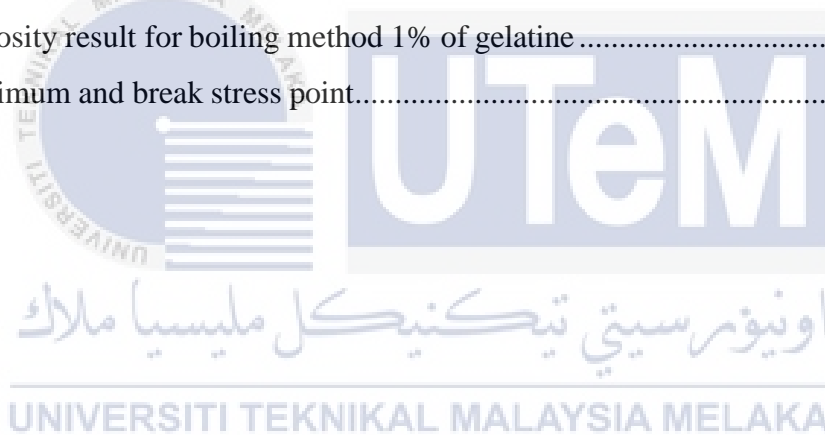 osity result for boiling method 1% of gelatine ................................
imum and break stress point................................................
UTeM
اونيۏرسيتي تيكنيكل مليسيا ملاك
UNIVERSITI TEKNIKAL MALAYSIA MELAKA